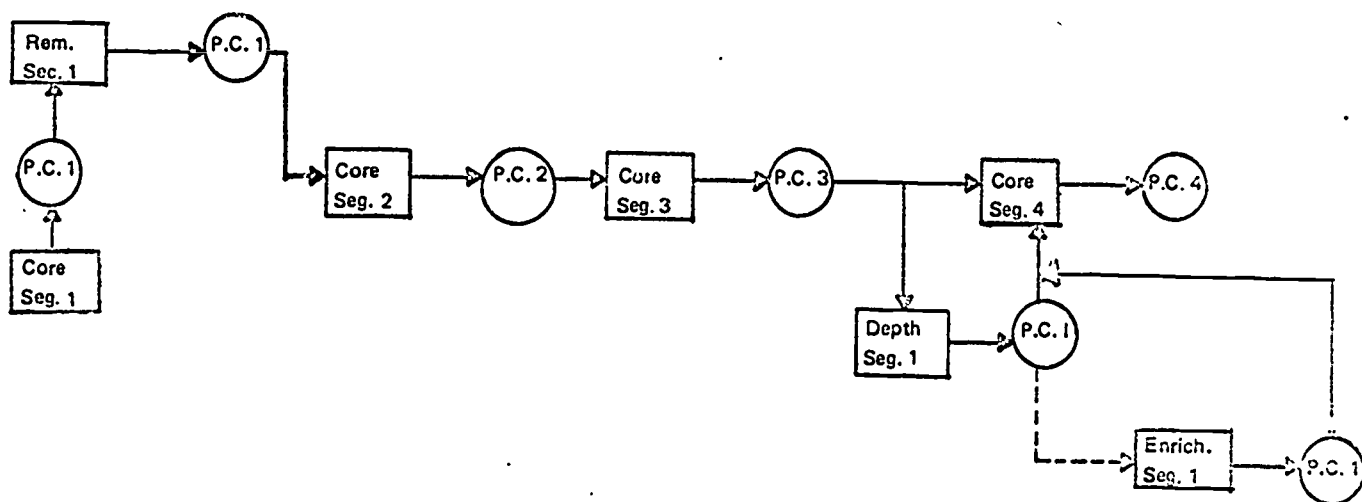 Rem.
Sec. 1
P.C. 1
P.C. 1
Core
Seg. 1
Core
Seg. 2
P.C. 2
Core
Seg. 3
P.C. 3
Core
Seg. 4
P.C. 4
Depth
Seg. 1
P.C. 1
Enrich.
Seg. 1
P.C. 1